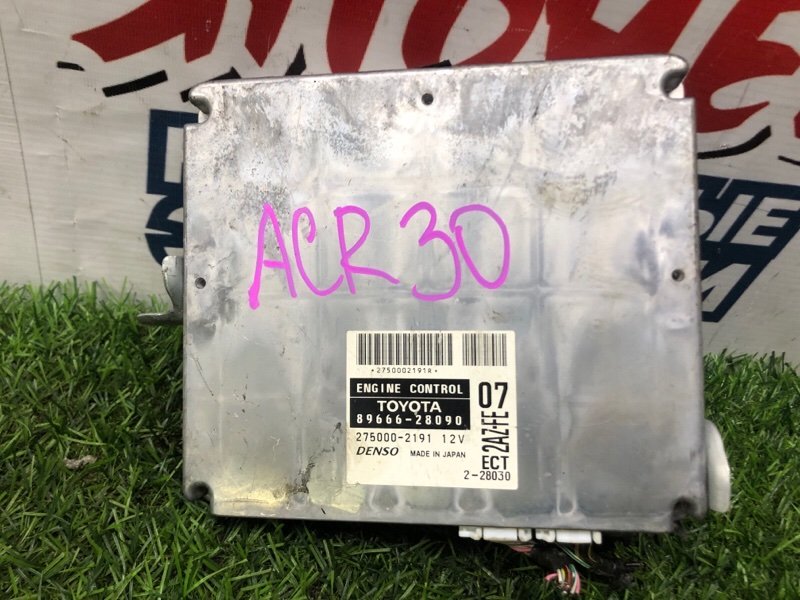 ACR 30
*2750002191R*
ENGINE CONTROL
TOYOTA
89666-28090
275000-2191 12V
DENSO MADE IN JAPAN
07
2AZ-FE
ECT
2-28030